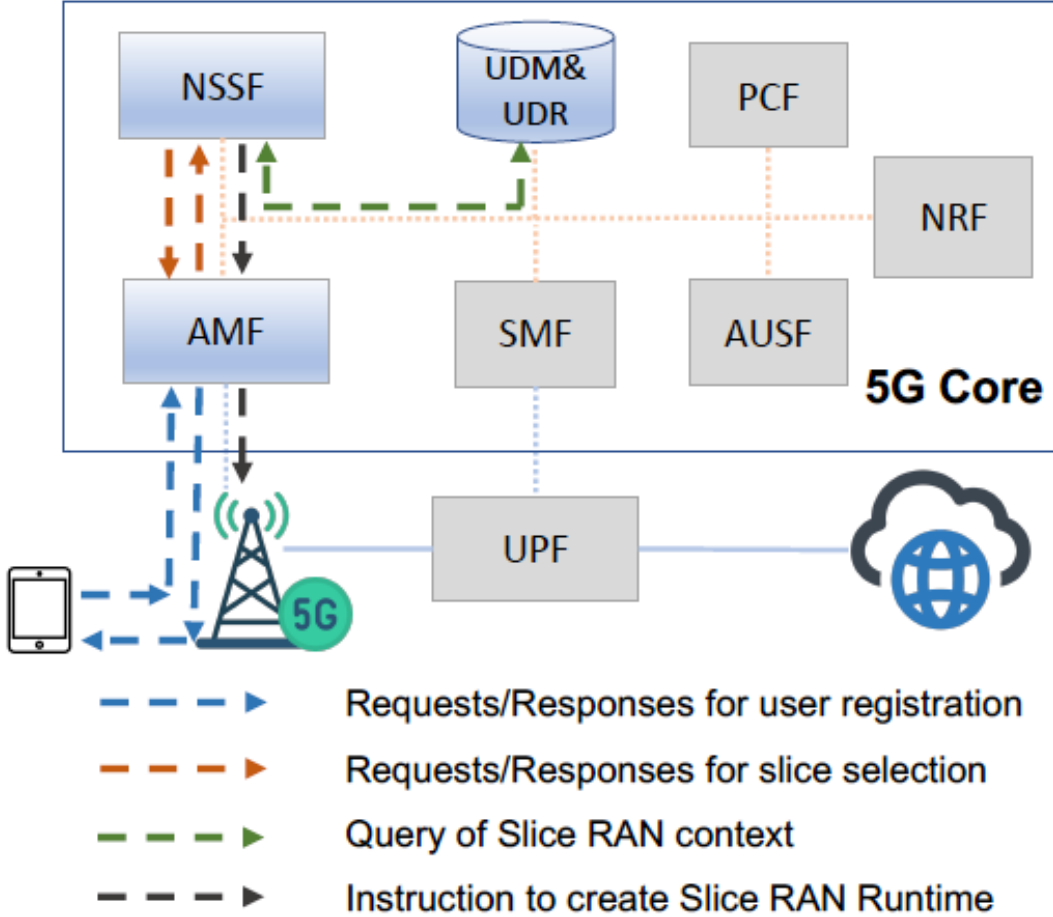 NSSF
UDM&
UDR
PCF
NRF
AMF
SMF
AUSF
5G Core
UPF
5G
Requests/Responses for user registration
Requests/Responses for slice selection
Query of Slice RAN context
Instruction to create Slice RAN Runtime